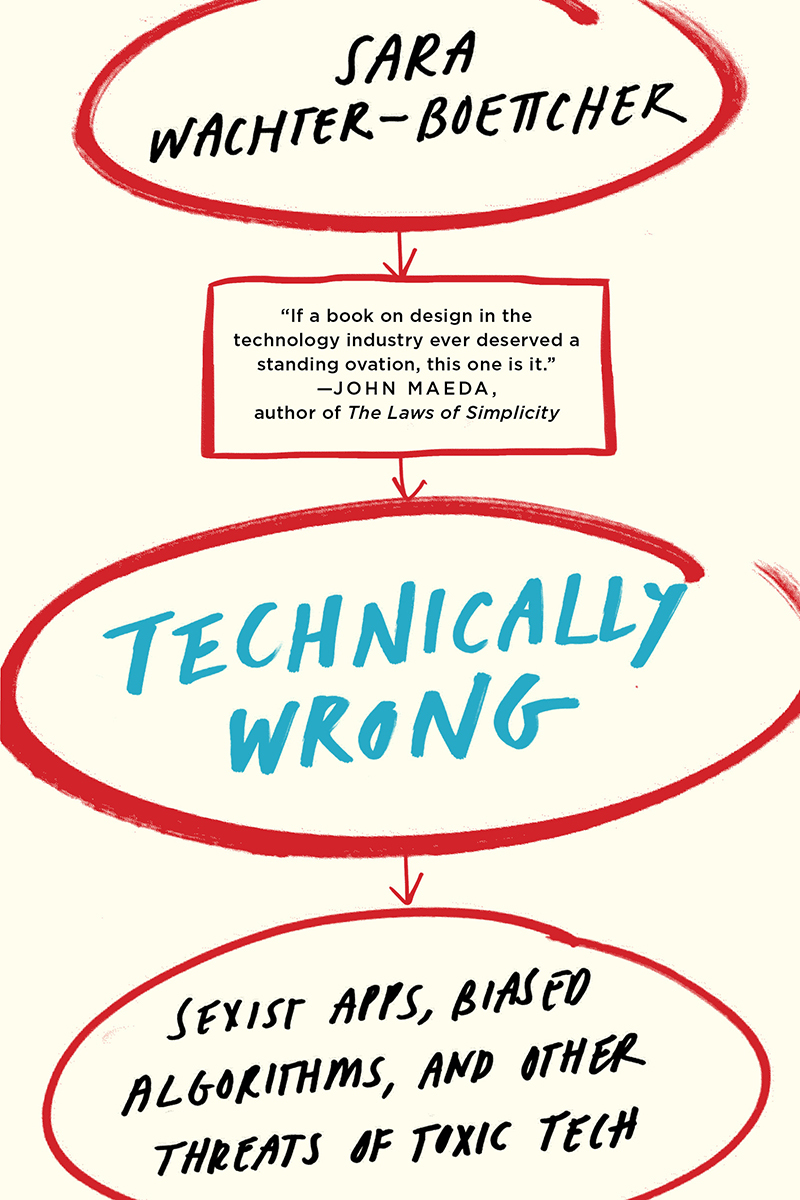 SARA
WACHTER–BOETTCHER
“If a book on design in the
technology industry ever deserved a
standing ovation, this one is it.”
—JOHN MAEDA,
author of The Laws of Simplicity
TECHNICALLY
WRONG
SEXIST APPS, BIASED
ALGORITHMS, AND OTHER
THREATS OF TOXIC TECH